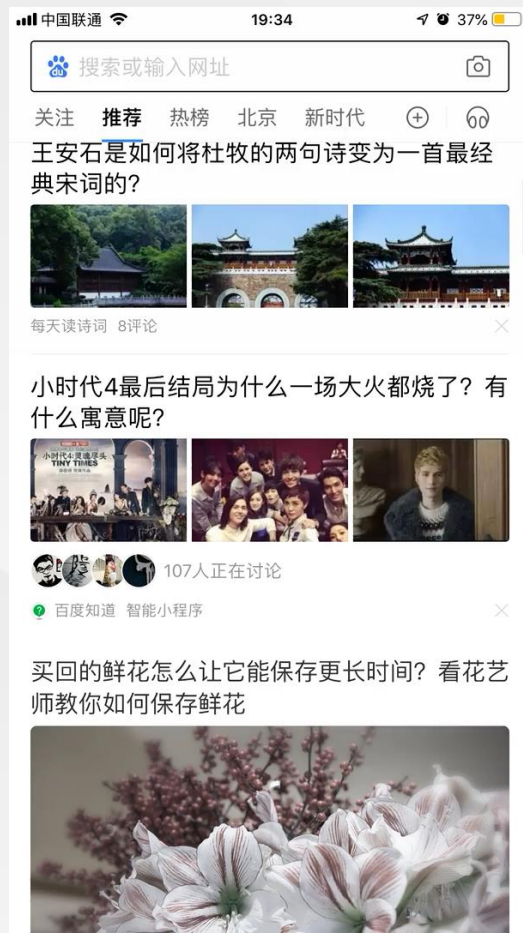 中国联通
19:34
37%
du
搜索或输入网址
关注 推荐 热榜 北京 新时代
王安石是如何将杜牧的两句诗变为一首最经
典宋词的?
每天读诗词 8评论
小时代4最后结局为什么一场大火都烧了? 有
什么寓意呢?
小时代4:灵魂尽头
TINY TIMES
107人正在讨论
百度知道 智能小程序
买回的鲜花怎么让它能保存更长时间? 看花艺
师教你如何保存鲜花